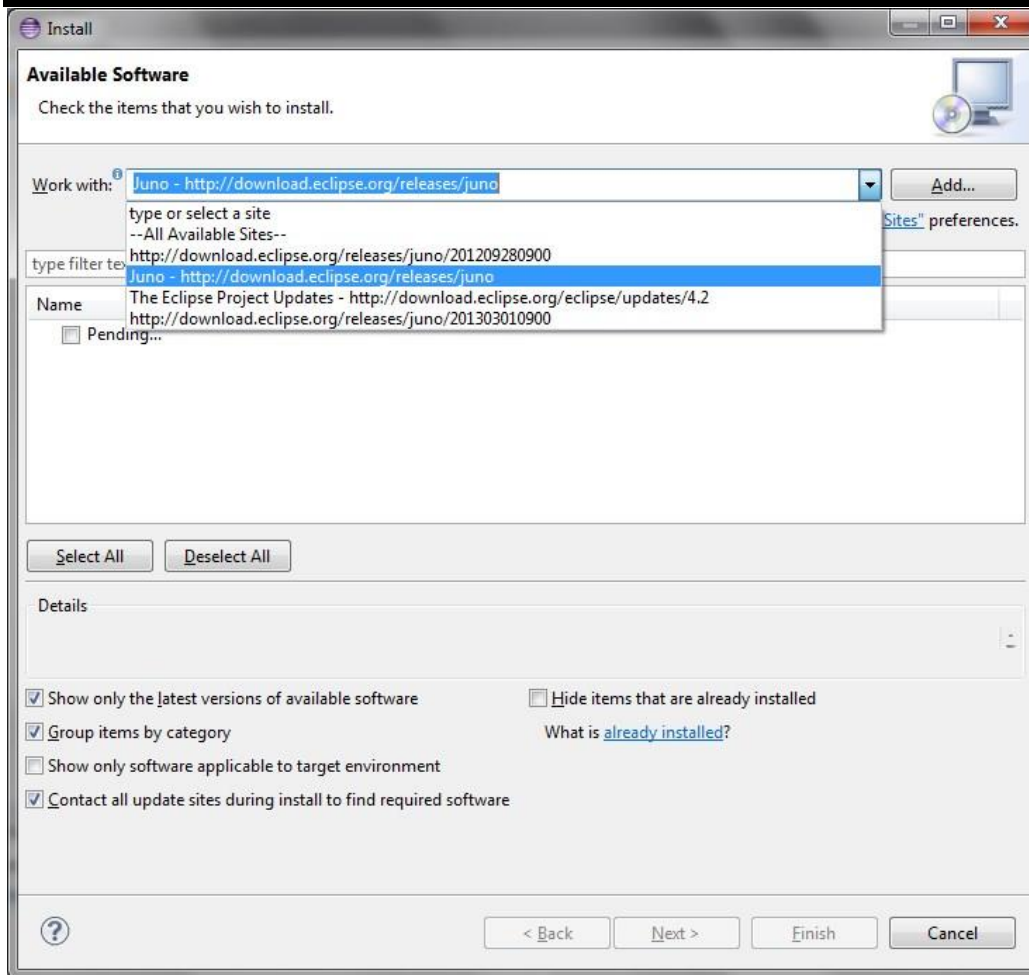 Install
Available Software
Check the items that you wish to install.
Work with: Juno - http://download.eclipse.org/releases/juno Add...
type or select a site
Sites" preferences.
--All Available Sites--
http://download.eclipse.org/releases/juno/201209280900
type filter te
Juno - http://download.eclipse.org/releases/juno
The Eclipse Project Updates - http://download.eclipse.org/eclipse/updates/4.2
Name
http://download.eclipse.org/releases/juno/201303010900
Pending...
Select All Deselect All
Details
Show only the latest versions of available software Hide items that are already installed
Group items by category What is already installed?
Show only software applicable to target environment
Contact all update sites during install to find required software
< Back Next > Finish Cancel